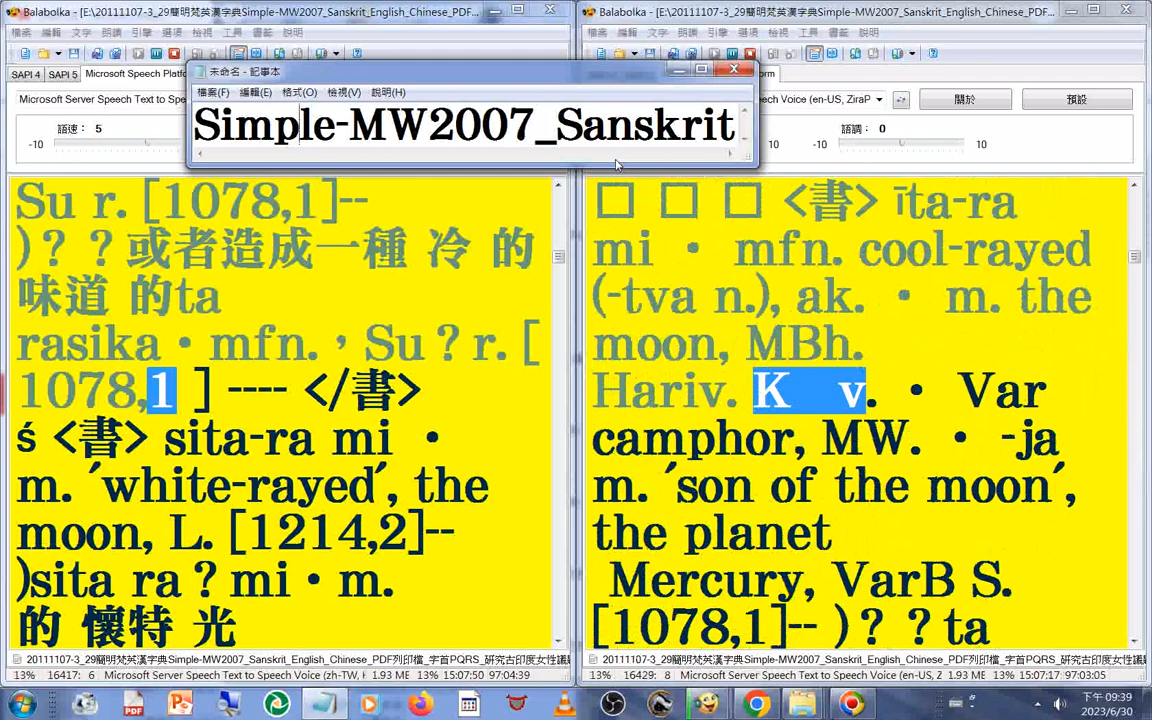 Balabolka - [E:\20111107-3_29簡明梵英漢字典Simple-MW2007_Sanskrit_English_Chinese_PDF...
檔案 編輯 文字 朗讀 引擎 選項 檢視 工具 書籤 說明
SAPI 4 SAPI 5 Microsoft Speech Platfo
Microsoft Server Speech Text to Speec
語速： 5
-10
Su r. [1078,1]--
)？？或者造成一種 冷 的
味道 的ta
rasika・mfn.，Su？r. [
1078,1 ] ---- </書>
ś <書> sita-ra mi •
m. ´white-rayed´, the
moon, L. [1214,2]--
)sita ra？mi・m.
的 懷特 光
20111107-3_29簡明梵英漢字典Simple-MW2007_Sanskrit_English_Chinese_PDF列印檔_字首PQRS_研究古印度女性議
13% 16417: 6 Microsoft Server Speech Text to Speech Voice (zh-TW, H 1.93 MB 13% 15:07:50 97:04:39
未命名 - 記事本
檔案(F) 編輯(E) 格式(O) 檢視(V) 說明(H)
Simple-MW2007_Sanskrit
Balabolka - [E:\20111107-3_29簡明梵英漢字典Simple-MW2007_Sanskrit_English_Chinese_PDF...
檔案 編輯 文字 朗讀 引擎 選項 檢視 工具 書籤 說明
orm
Speech Voice (en-US, ZiraP 關於 預設
10 語調： 0
-10 10
□ □ □ <書> īta-ra
mi • mfn. cool-rayed
(-tva n.), ak. • m. the
moon, MBh.
Hariv. K v. • Var
camphor, MW. • -ja
m. ´son of the moon´,
the planet
Mercury, VarB S.
[1078,1]-- )？？ta
20111107-3_29簡明梵英漢字典Simple-MW2007_Sanskrit_English_Chinese_PDF列印檔_字首PQRS_研究古印度女性議
13% 16429: 8 Microsoft Server Speech Text to Speech Voice (en-US, Z 1.93 MB 13% 15:07:17 97:03:05
下午 09:39
2023/6/30